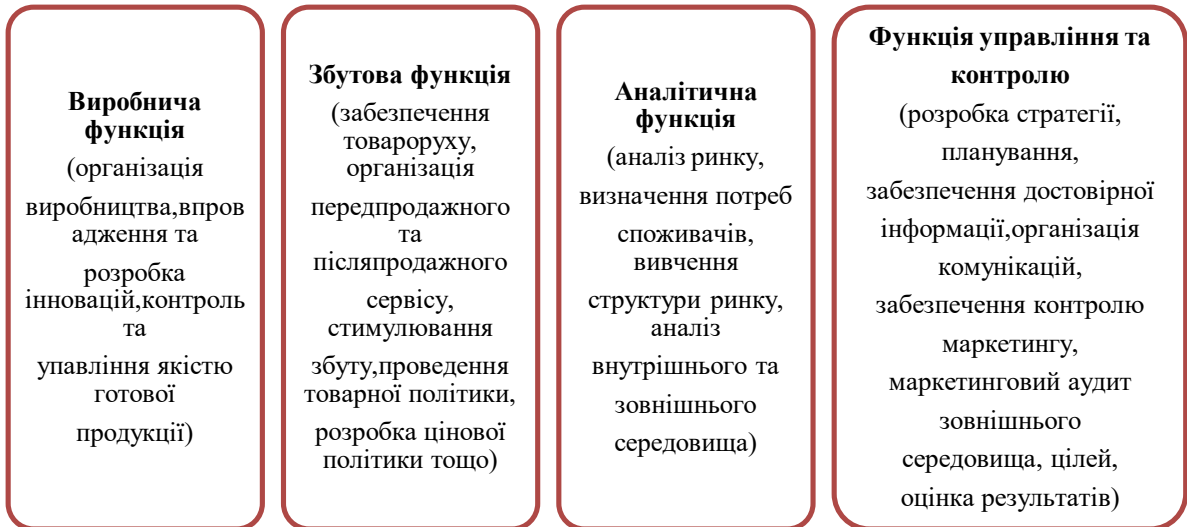 Виробнича
функція
(організація
виробництва,впров
адження та
розробка
інновацій,контроль
та
упавління якістю
готової
продукції)
Збутова функція
(забезпечення
товароруху,
організація
передпродажного
та
післяпродажного
сервісу,
стимулювання
збуту,проведення
товарної політики,
розробка цінової
політики тощо)
Аналітична
функція
(аналіз ринку,
визначення потреб
споживачів,
вивчення
структури ринку,
аналіз
внутрішнього та
зовнішнього
середовища)
Функція управління та
контролю
(розробка стратегії,
планування,
забезпечення достовірної
інформації,організація
комунікацій,
забезпечення контролю
маркетингу,
маркетинговий аудит
зовнішнього
середовища, цілей,
оцінка результатів)